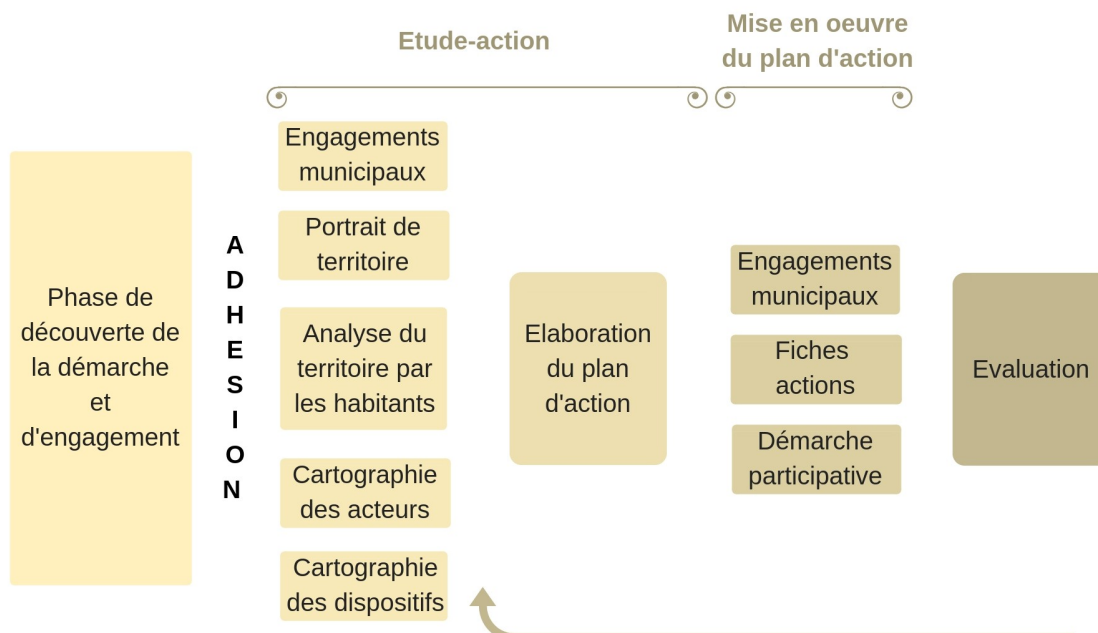 Etude-action
Mise en oeuvre
du plan d'action
Phase de
découverte de
la démarche
et
d'engagement
A
D
H
E
S
I
O
N
Engagements
municipaux
Portrait de
territoire
Analyse du
territoire par
les habitants
Cartographie
des acteurs
Cartographie
des dispositifs
Elaboration
du plan
d'action
Engagements
municipaux
Fiches
actions
Démarche
participative
Evaluation